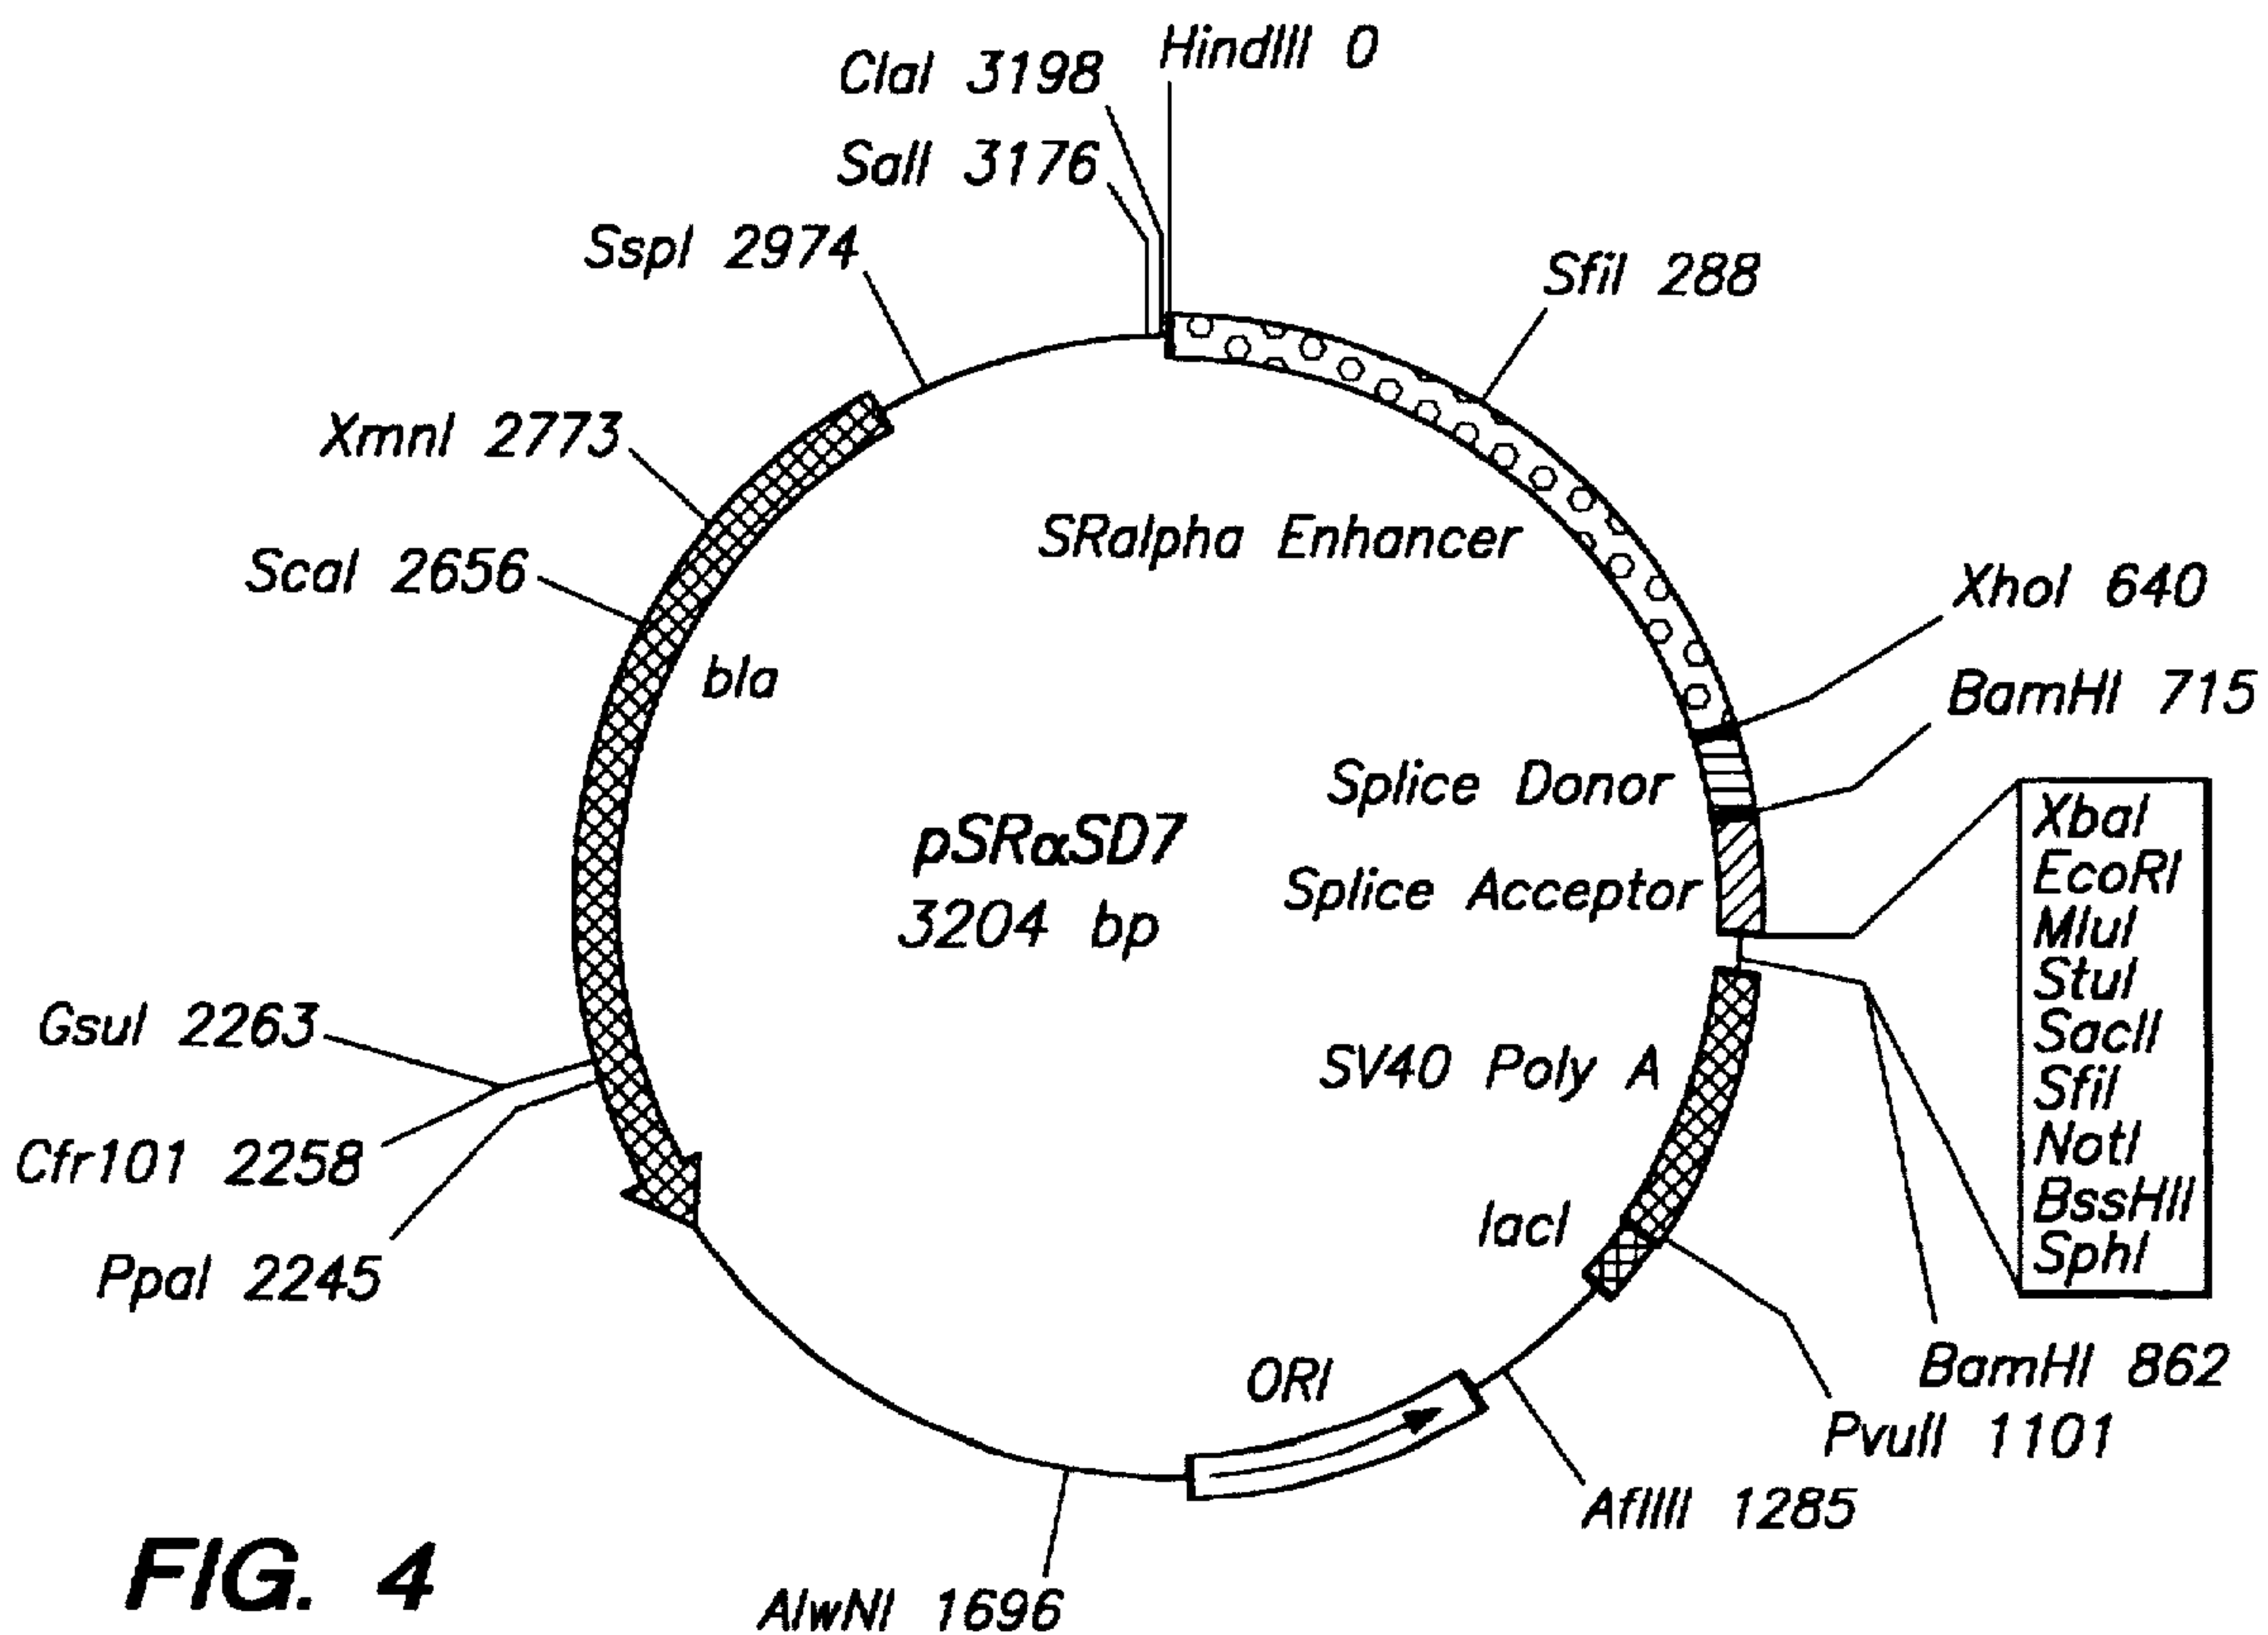 HindIII 0
ClaI 3198
SalI 3176
SspI 2974
SfiI 288
XmnI 2773
ScaI 2656
SRalpha Enhancer
XhoI 640
bla
BamHI 715
Splice Donor
pSRαSD7
3204 bp
Splice Acceptor
XbaI
EcoRI
MluI
StuI
SacII
SfiI
NotI
BssHII
SphI
GsuI 2263
SV40 Poly A
Cfr101 2258
PpaI 2245
lacI
BamHI 862
ORI
PvuII 1101
AflIII 1285
AlwNI 1696
FIG. 4